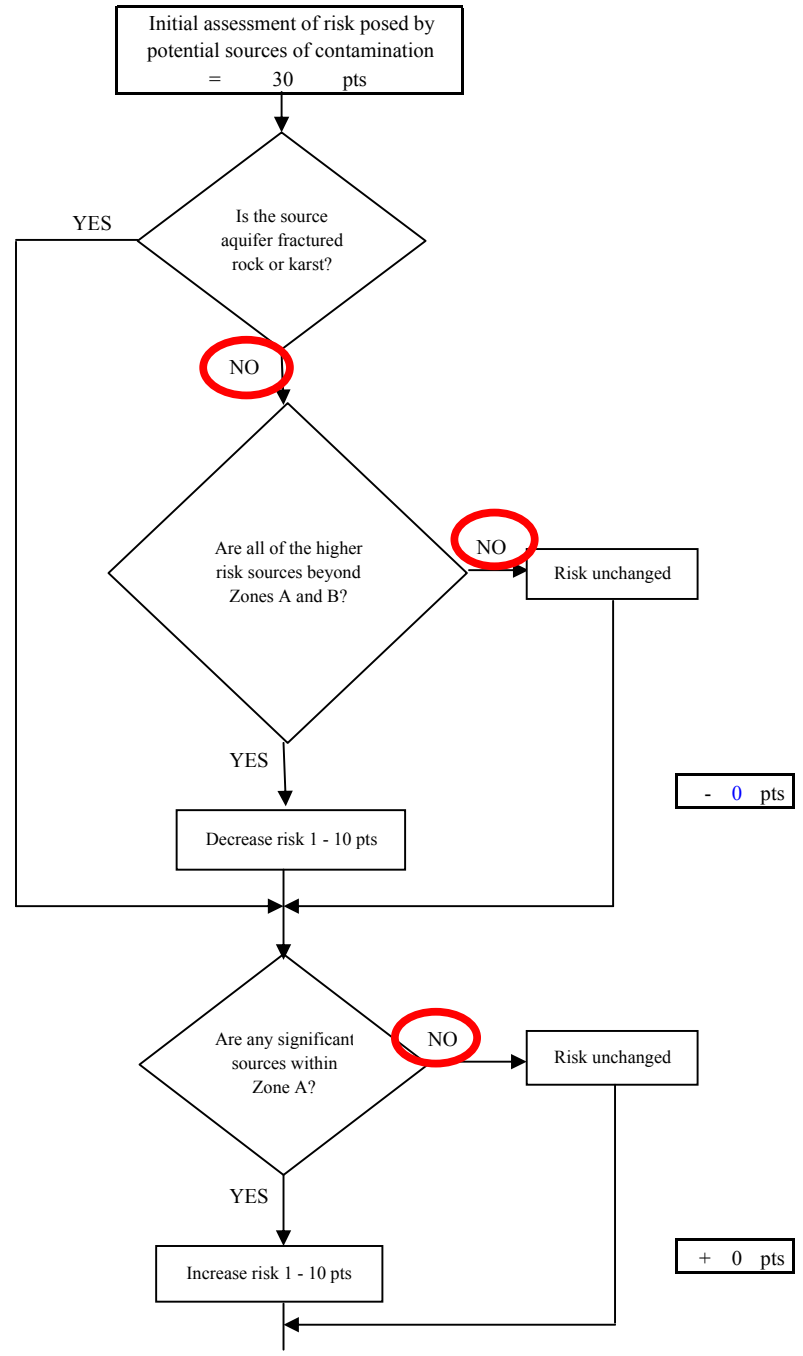 Initial assessment of risk posed by
potential sources of contamination
= 30 pts
YES
Is the source
aquifer fractured
rock or karst?
NO
Are all of the higher
risk sources beyond
Zones A and B?
NO
Risk unchanged
YES
- 0 pts
Decrease risk 1 - 10 pts
Are any significant
sources within
Zone A?
NO
Risk unchanged
YES
+ 0 pts
Increase risk 1 - 10 pts